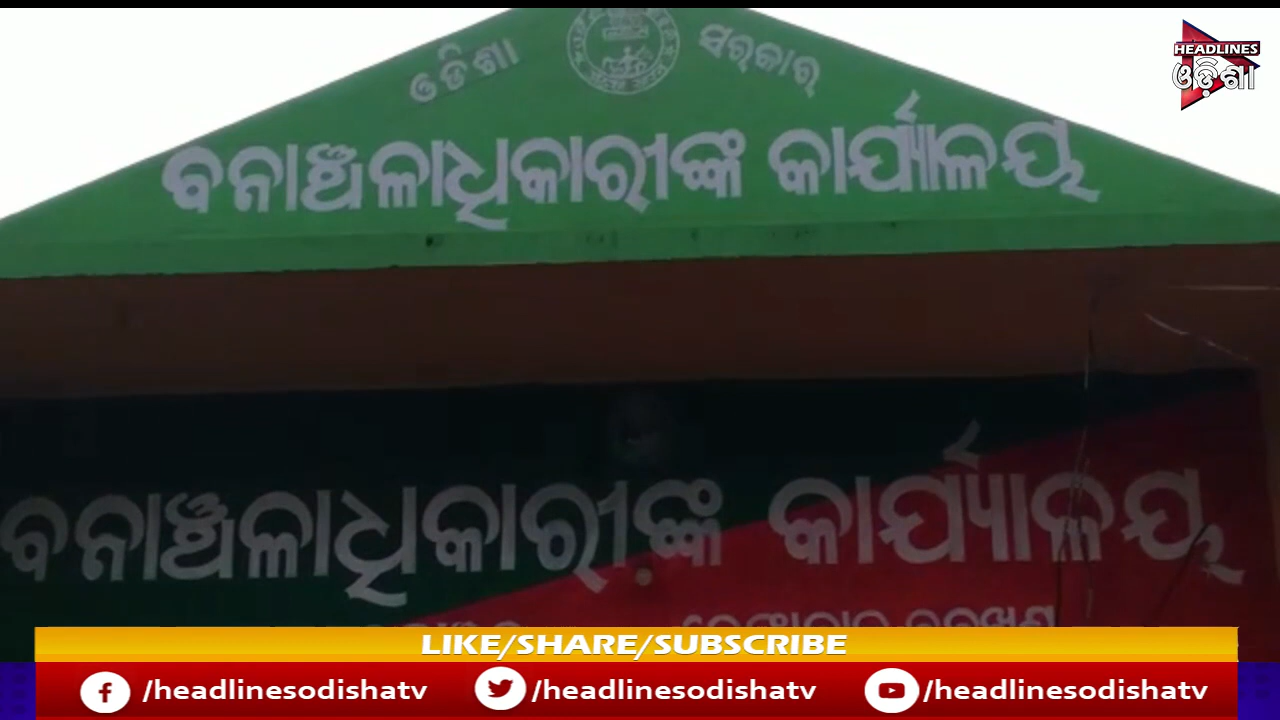 ଓଡିଶା ସରକାର
HEADLINES
ଓଡ଼ିଶା
ବନାଞ୍ଚଳାଧିକାରୀଙ୍କ କାର୍ଯ୍ୟାଳୟ
ବନାଞ୍ଚଳାଧିକାରୀଙ୍କ କାର୍ଯ୍ୟାଳୟ
LIKE/SHARE/SUBSCRIBE
/headlinesodishatv /headlinesodishatv /headlinesodishatv